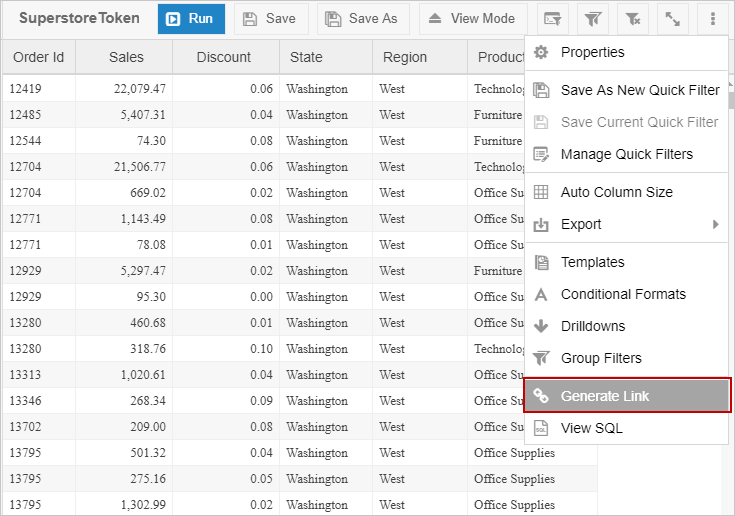 SuperstoreToken Run Save Save As View Mode
Order Id Sales Discount State Region Product
Properties
Save As New Quick Filter
Save Current Quick Filter
Manage Quick Filters
Auto Column Size
Export
Templates
Conditional Formats
Drilldowns
Group Filters
Generate Link
SQL View SQL
12419 22,079.47 0.06 Washington West Technolog
12485 5,407.31 0.04 Washington West Furniture
12544 74.30 0.08 Washington West Furniture
12704 21,506.77 0.06 Washington West Technolog
12704 669.02 0.02 Washington West Office Su
12771 1,143.49 0.08 Washington West Office Su
12771 78.08 0.01 Washington West Office Su
12929 5,297.47 0.02 Washington West Furniture
12929 95.30 0.00 Washington West Office Su
13280 460.68 0.01 Washington West Office Su
13280 318.76 0.10 Washington West Technolog
13313 1,020.61 0.04 Washington West Office Su
13346 268.34 0.09 Washington West Office Su
13702 209.00 0.08 Washington West Office Su
13795 501.32 0.04 Washington West Office Supplies
13795 275.16 0.05 Washington West Office Supplies
13795 1,302.99 0.02 Washington West Office Supplies